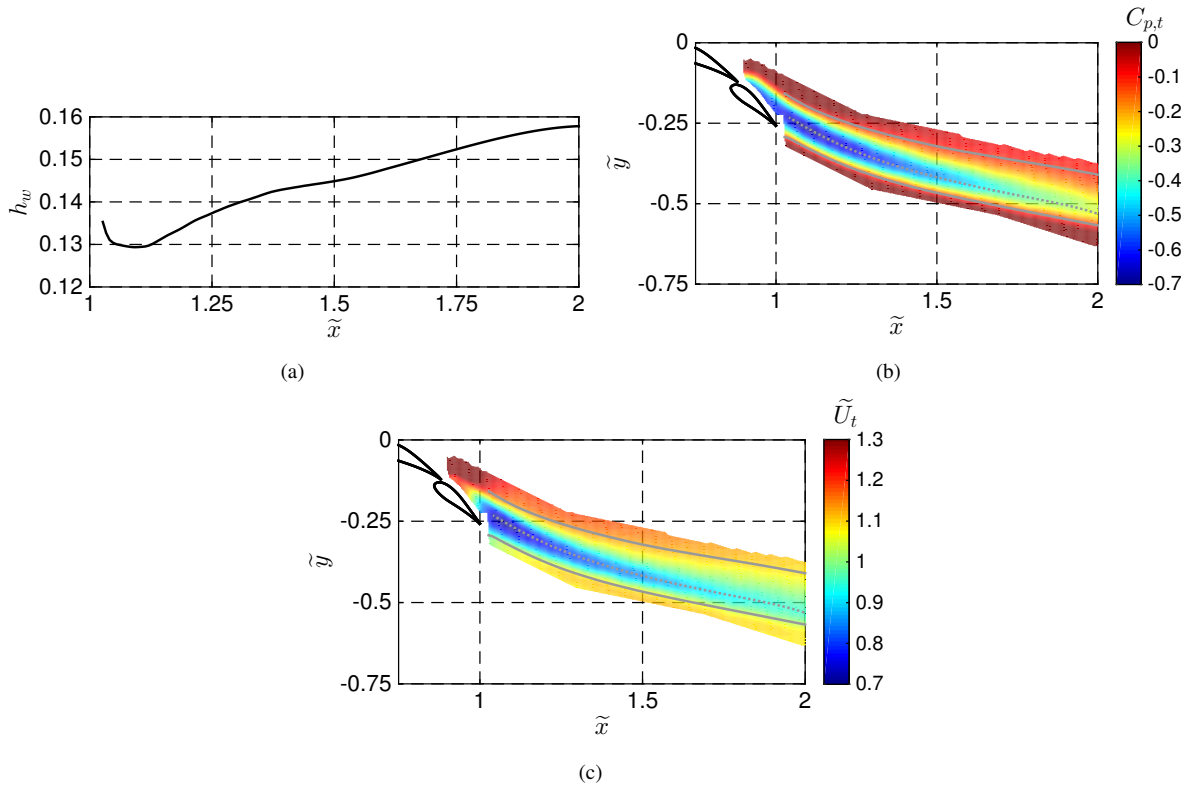 C_{p,t}
0
0
-0.1
0.16
-0.2
0.15
-0.25
-0.3
h_w
ỹ
0.14
-0.4
-0.5
-0.5
0.13
-0.6
0.12
-0.75
-0.7
1 1.25 1.5 1.75 2
1 1.5 2
x̃
x̃
(a)
(b)
Ũ_t
0
1.3
1.2
-0.25
1.1
ỹ
1
-0.5
0.9
0.8
-0.75
0.7
1 1.5 2
x̃
(c)